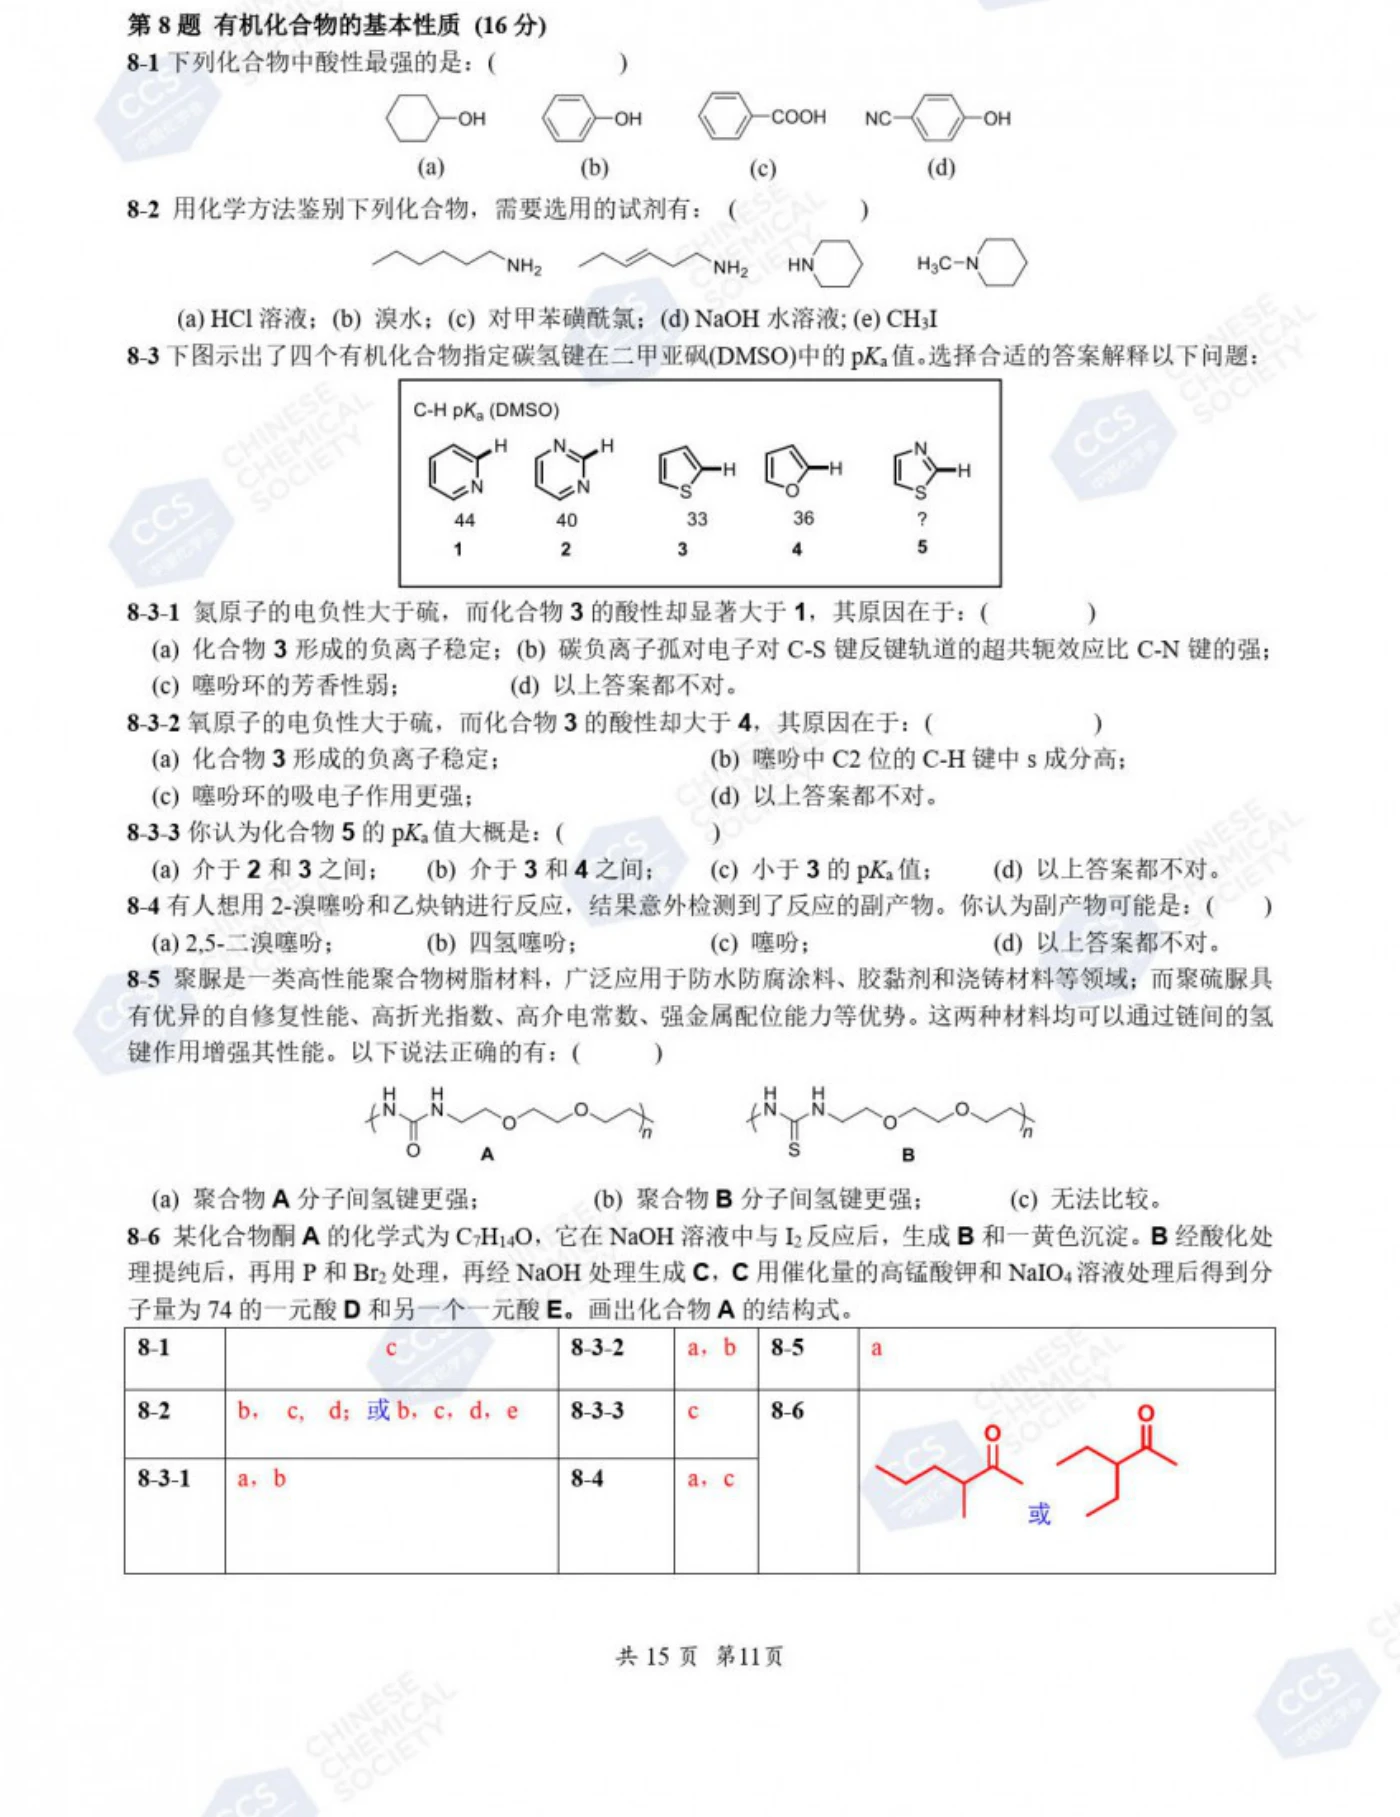 第 8 题 有机化合物的基本性质 (16 分)
8-1 下列化合物中酸性最强的是：( )
OH OH COOH NC OH
(a) (b) (c) (d)
8-2 用化学方法鉴别下列化合物，需要选用的试剂有： ( )
NH₂ NH₂ HN H₃C-N
(a) HCl 溶液；(b) 溴水；(c) 对甲苯磺酰氯；(d) NaOH 水溶液; (e) CH₃I
8-3 下图示出了四个有机化合物指定碳氢键在二甲亚砜(DMSO)中的 pKₐ 值。选择合适的答案解释以下问题：
C-H pKₐ (DMSO)
H N H N H H N H
N N S O S
44 40 33 36 ?
1 2 3 4 5
8-3-1 氮原子的电负性大于硫，而化合物 3 的酸性却显著大于 1，其原因在于：( )
(a) 化合物 3 形成的负离子稳定；(b) 碳负离子孤对电子对 C-S 键反键轨道的超共轭效应比 C-N 键的强；
(c) 噻吩环的芳香性弱； (d) 以上答案都不对。
8-3-2 氧原子的电负性大于硫，而化合物 3 的酸性却大于 4，其原因在于：( )
(a) 化合物 3 形成的负离子稳定； (b) 噻吩中 C2 位的 C-H 键中 s 成分高；
(c) 噻吩环的吸电子作用更强； (d) 以上答案都不对。
8-3-3 你认为化合物 5 的 pKₐ 值大概是：( )
(a) 介于 2 和 3 之间； (b) 介于 3 和 4 之间； (c) 小于 3 的 pKₐ 值； (d) 以上答案都不对。
8-4 有人想用 2-溴噻吩和乙炔钠进行反应，结果意外检测到了反应的副产物。你认为副产物可能是：( )
(a) 2,5-二溴噻吩； (b) 四氢噻吩； (c) 噻吩； (d) 以上答案都不对。
8-5 聚脲是一类高性能聚合物树脂材料，广泛应用于防水防腐涂料、胶黏剂和浇铸材料等领域；而聚硫脲具
有优异的自修复性能、高折光指数、高介电常数、强金属配位能力等优势。这两种材料均可以通过链间的氢
键作用增强其性能。以下说法正确的有：( )
H H H H
N N O O n N N O O n
O A S B
(a) 聚合物 A 分子间氢键更强； (b) 聚合物 B 分子间氢键更强； (c) 无法比较。
8-6 某化合物酮 A 的化学式为 C₇H₁₄O，它在 NaOH 溶液中与 I₂ 反应后，生成 B 和一黄色沉淀。B 经酸化处
理提纯后，再用 P 和 Br₂ 处理，再经 NaOH 处理生成 C，C 用催化量的高锰酸钾和 NaIO₄ 溶液处理后得到分
子量为 74 的一元酸 D 和另一个一元酸 E。画出化合物 A 的结构式。
8-1 c 8-3-2 a，b 8-5 a
8-2 b， c, d；或 b，c，d，e 8-3-3 c 8-6
O 或 O
8-3-1 a，b 8-4 a，c
共 15 页 第11页
CCS
中国化学会
CHINESE
CHEMICAL
SOCIETY